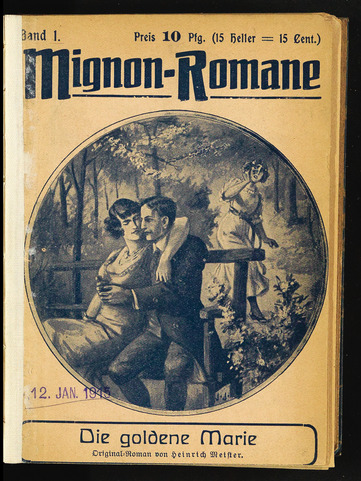 Band 1.
Preis 10 Pfg. (15 Heller = 15 Cent.)
Mignon-Romane
12. JAN. 1915
Die goldene Marie
Original-Roman von Heinrich Meister.